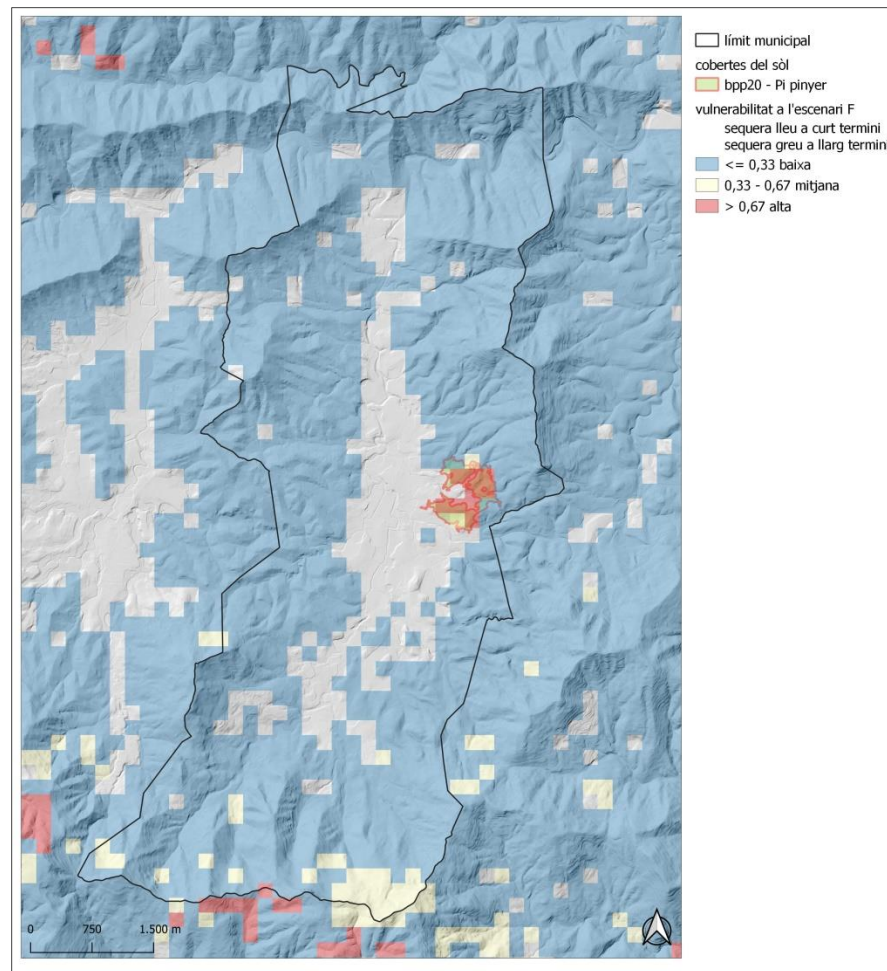 límit municipal
cobertes del sòl
bpp20 - Pi pinyer
vulnerabilitat a l'escenari F
sequera lleu a curt termini
sequera greu a llarg termini
<= 0,33 baixa
0,33 - 0,67 mitjana
> 0,67 alta
0 750 1.500 m